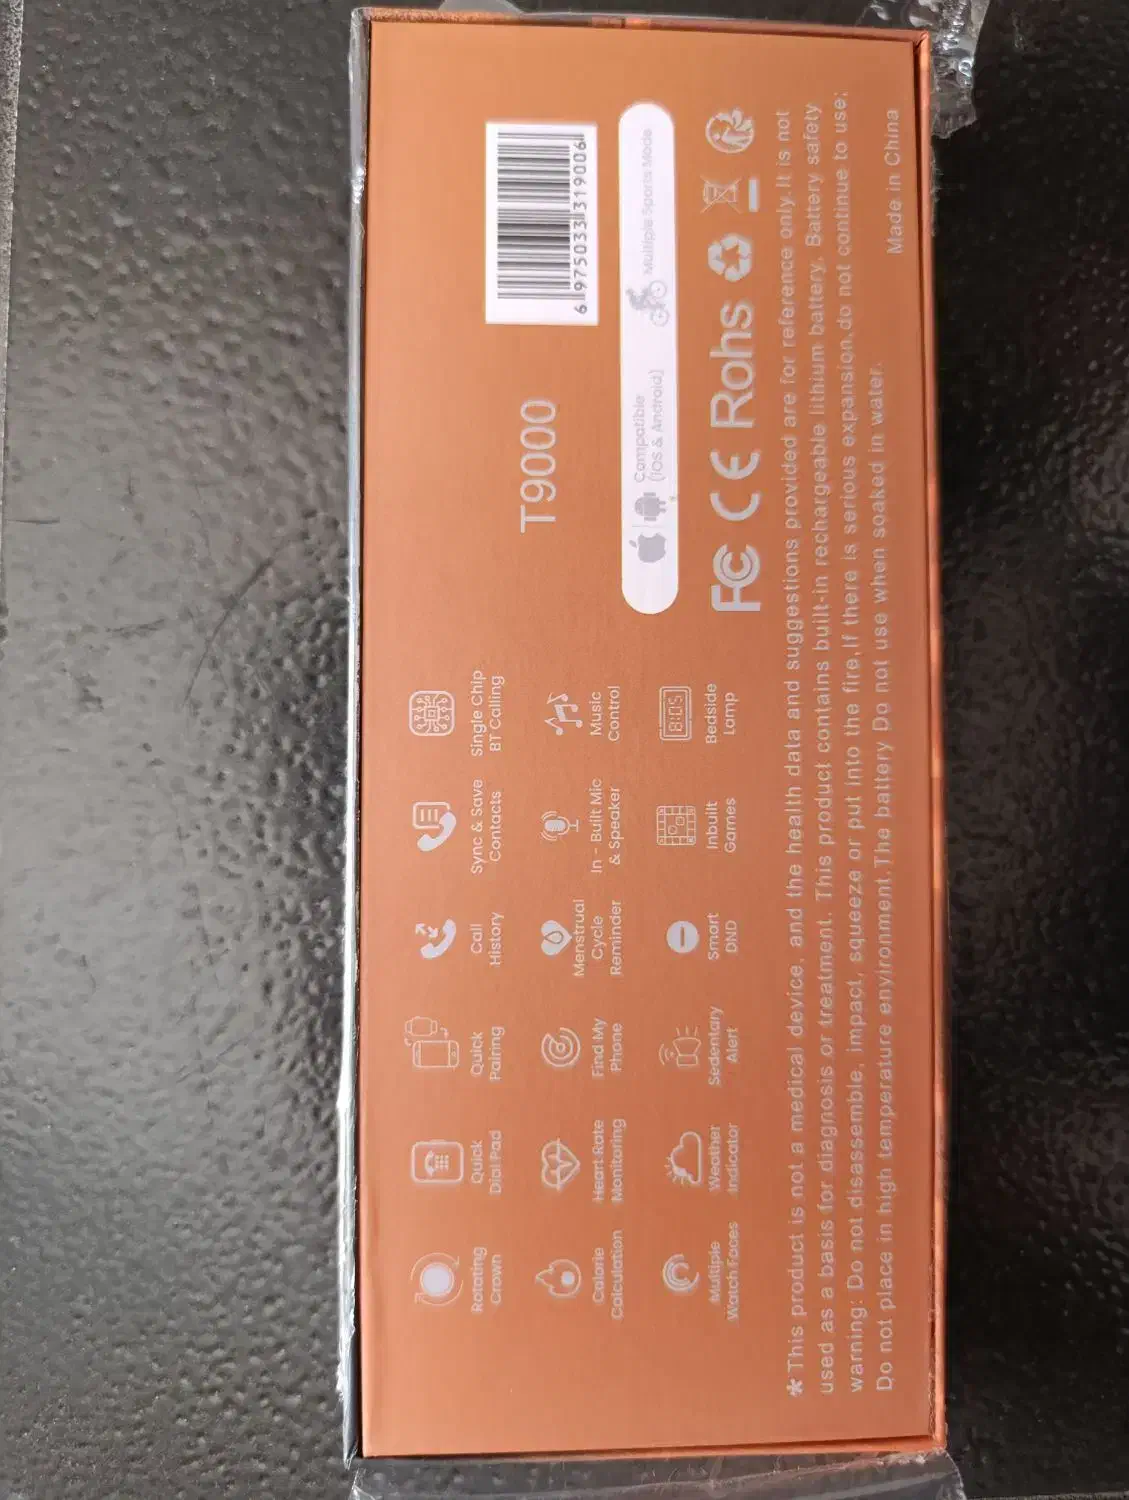 Rotating
Crown
Quick
Dial Pad
Quick
Pairing
Call
History
Sync & Save
Contacts
Single Chip
BT Calling
Calorie
Calculation
Heart Rate
Monitoring
Find My
Phone
Menstrual
Cycle
Reminder
In - Built Mic
& Speaker
Music
Control
*Multiple
Watch Faces
Weather
Indicator
Sedentary
Alert
Smart
DND
Inbuilt
Games
8:05
Bedside
Lamp
T9000
6 975033 319006
Compatible
(iOS & Android)
Multiple Sports Mode
FC CE Rohs
* This product is not a medical device, and the health data and suggestions provided are for reference only.It is not
used as a basis for diagnosis or treatment. This product contains built-in rechargeable lithium battery. Battery safety
warning: Do not disassemble, impact, squeeze or put into the fire,If there is serious expansion,do not continue to use;
Do not place in high temperature environment.The battery Do not use when soaked in water.
Made in China